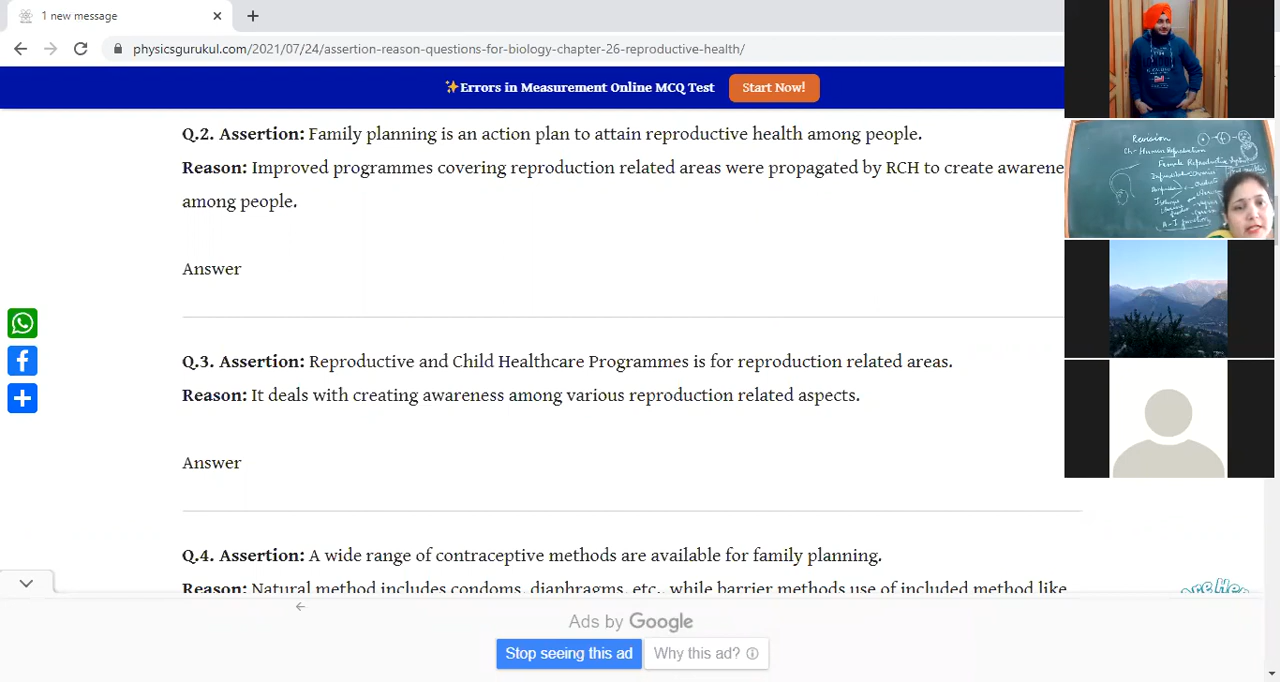 1 new message
physicsgurukul.com/2021/07/24/assertion-reason-questions-for-biology-chapter-26-reproductive-health/
✨Errors in Measurement Online MCQ Test Start Now!
Q.2. Assertion: Family planning is an action plan to attain reproductive health among people.
Reason: Improved programmes covering reproduction related areas were propagated by RCH to create awarene
among people.
Answer
Q.3. Assertion: Reproductive and Child Healthcare Programmes is for reproduction related areas.
Reason: It deals with creating awareness among various reproduction related aspects.
Answer
Q.4. Assertion: A wide range of contraceptive methods are available for family planning.
Reason: Natural method includes condoms, diaphragms, etc., while barrier methods use of included method like
Ads by Google
Stop seeing this ad Why this ad?
Revision
Ch- Human Reproduction
Female Reproductive System